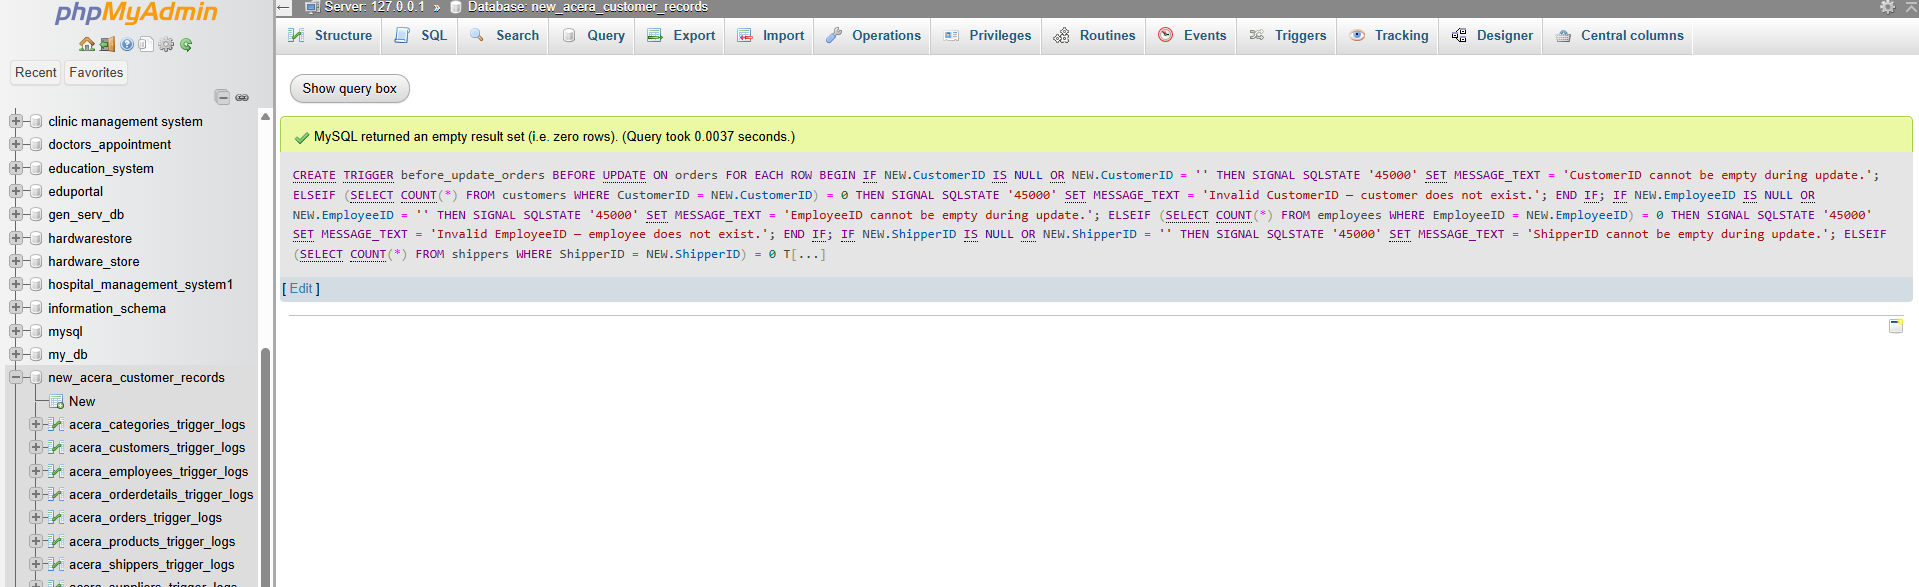 phpMyAdmin
Recent Favorites
clinic management system
doctors_appointment
education_system
eduportal
gen_serv_db
hardwarestore
hardware_store
hospital_management_system1
information_schema
mysql
my_db
new_acera_customer_records
New
acera_categories_trigger_logs
acera_customers_trigger_logs
acera_employees_trigger_logs
acera_orderdetails_trigger_logs
acera_orders_trigger_logs
acera_products_trigger_logs
acera_shippers_trigger_logs
acera_suppliers_trigger_logs
Server: 127.0.0.1 » Database: new_acera_customer_records
Structure SQL Search Query Export Import Operations Privileges Routines Events Triggers Tracking Designer Central columns
Show query box
MySQL returned an empty result set (i.e. zero rows). (Query took 0.0037 seconds.)
CREATE TRIGGER before_update_orders BEFORE UPDATE ON orders FOR EACH ROW BEGIN IF NEW.CustomerID IS NULL OR NEW.CustomerID = '' THEN SIGNAL SQLSTATE '45000' SET MESSAGE_TEXT = 'CustomerID cannot be empty during update.';
ELSEIF (SELECT COUNT(*) FROM customers WHERE CustomerID = NEW.CustomerID) = 0 THEN SIGNAL SQLSTATE '45000' SET MESSAGE_TEXT = 'Invalid CustomerID — customer does not exist.'; END IF; IF NEW.EmployeeID IS NULL OR
NEW.EmployeeID = '' THEN SIGNAL SQLSTATE '45000' SET MESSAGE_TEXT = 'EmployeeID cannot be empty during update.'; ELSEIF (SELECT COUNT(*) FROM employees WHERE EmployeeID = NEW.EmployeeID) = 0 THEN SIGNAL SQLSTATE '45000'
SET MESSAGE_TEXT = 'Invalid EmployeeID — employee does not exist.'; END IF; IF NEW.ShipperID IS NULL OR NEW.ShipperID = '' THEN SIGNAL SQLSTATE '45000' SET MESSAGE_TEXT = 'ShipperID cannot be empty during update.'; ELSEIF
(SELECT COUNT(*) FROM shippers WHERE ShipperID = NEW.ShipperID) = 0 T[...]
[ Edit ]